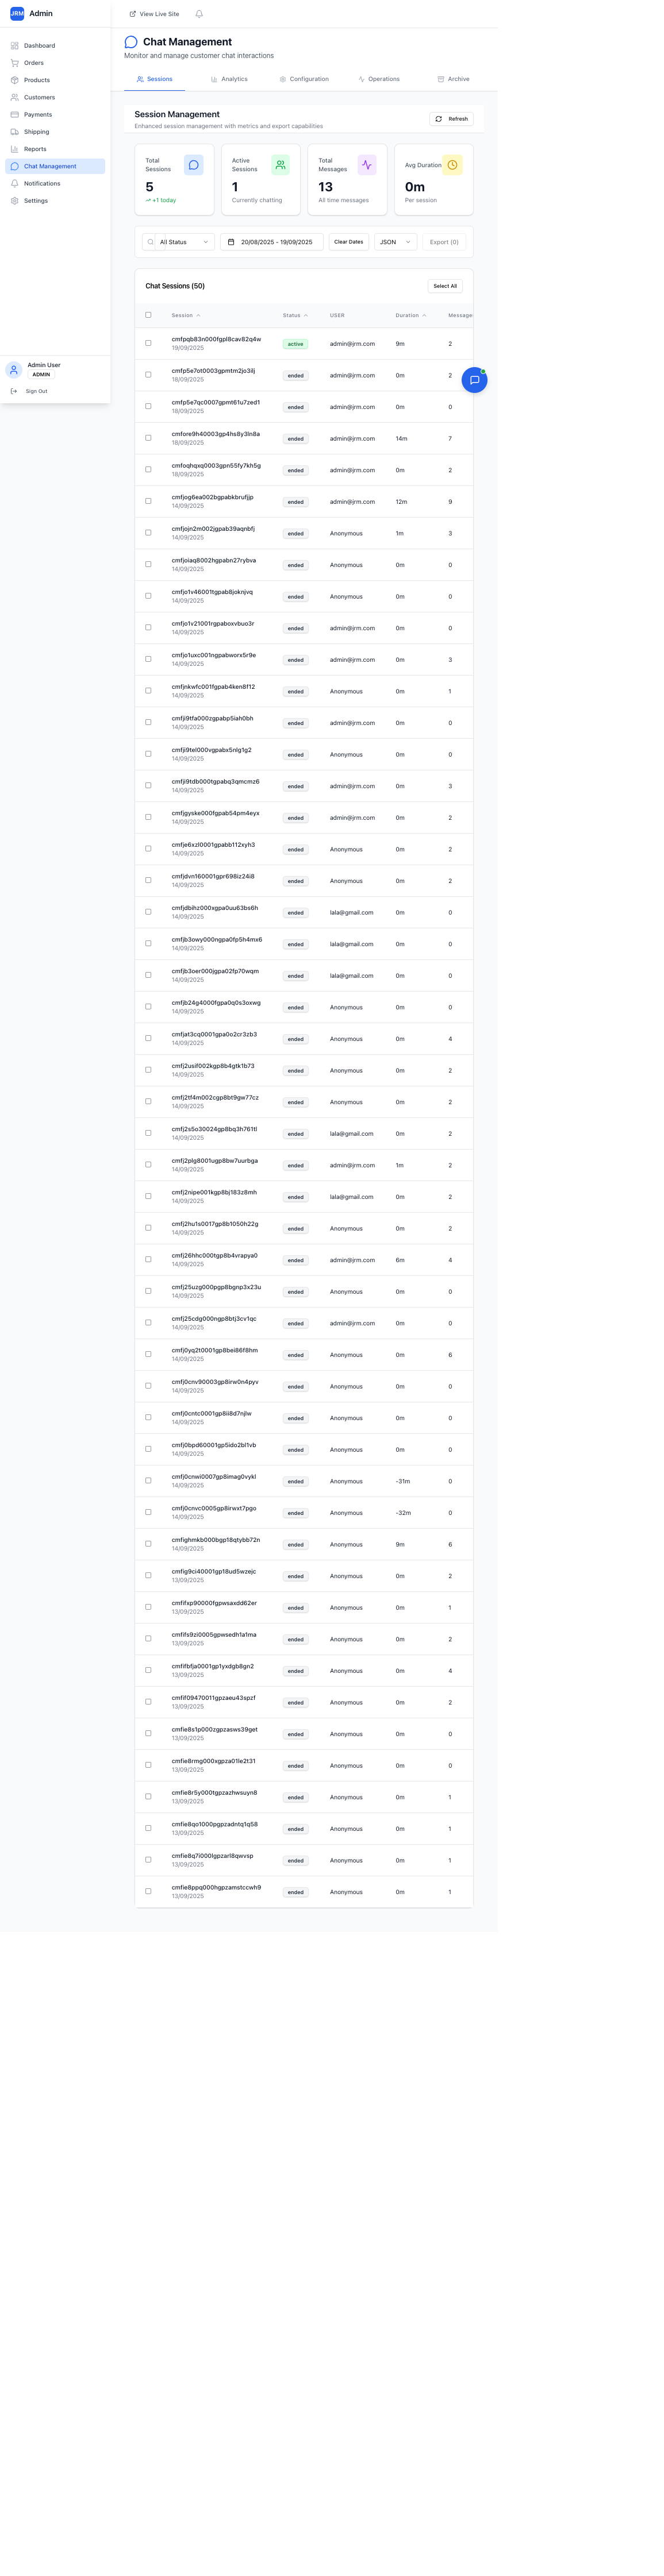 JRM Admin
View Live Site
Dashboard
Orders
Products
Customers
Payments
Shipping
Reports
Chat Management
Notifications
Settings
Admin User
ADMIN
Sign Out
Chat Management
Monitor and manage customer chat interactions
Sessions Analytics Configuration Operations Archive
Session Management
Enhanced session management with metrics and export capabilities
Refresh
Total Sessions
5
+1 today
Active Sessions
1
Currently chatting
Total Messages
13
All time messages
Avg Duration
0m
Per session
All Status
20/08/2025 - 19/09/2025
Clear Dates
JSON
Export (0)
Chat Sessions (50)
Select All
Session Status USER Duration
cmfpqb83n000fgpl8cav82q4w
19/09/2025
active admin@jrm.com 9m 2
cmfp5e7ot0003gpmtm2jo3ilj
18/09/2025
ended admin@jrm.com 0m 2
cmfp5e7qc0007gpmt61u7zed1
18/09/2025
ended admin@jrm.com 0m 0
cmfore9h40003gp4hs8y3ln8a
18/09/2025
ended admin@jrm.com 14m 7
cmfoqhqxq0003gpn55fy7kh5g
18/09/2025
ended admin@jrm.com 0m 2
cmfjog6ea002bgpabkbrufjjp
14/09/2025
ended admin@jrm.com 12m 9
cmfjojn2m002jgpab39aqnbfj
14/09/2025
ended Anonymous 1m 3
cmfjoiaq8002hgpabn27rybva
14/09/2025
ended Anonymous 0m 0
cmfjo1v46001tgpab8joknjvq
14/09/2025
ended Anonymous 0m 0
cmfjo1v21001rgpaboxvbuo3r
14/09/2025
ended admin@jrm.com 0m 0
cmfjo1uxc001ngpabworx5r9e
14/09/2025
ended admin@jrm.com 0m 3
cmfjnkwfc001fgpab4ken8f12
14/09/2025
ended Anonymous 0m 1
cmfji9tfa000zgpabp5iah0bh
14/09/2025
ended admin@jrm.com 0m 0
cmfji9tel000vgpabx5nlg1g2
14/09/2025
ended Anonymous 0m 0
cmfji9tdb000tgpabq3qmcmz6
14/09/2025
ended admin@jrm.com 0m 3
cmfjgyske000fgpab54pm4eyx
14/09/2025
ended admin@jrm.com 0m 2
cmfje6xzl0001gpabb112xyh3
14/09/2025
ended Anonymous 0m 2
cmfjdvn160001gpr698iz24i8
14/09/2025
ended Anonymous 0m 2
cmfjdbihz000xgpa0uu63bs6h
14/09/2025
ended lala@gmail.com 0m 0
cmfjb3owy000ngpa0fp5h4mx6
14/09/2025
ended lala@gmail.com 0m 0
cmfjb3oer000jgpa02fp70wqm
14/09/2025
ended lala@gmail.com 0m 0
cmfjb24g4000fgpa0q0s3oxwg
14/09/2025
ended Anonymous 0m 0
cmfjat3cq0001gpa0o2cr3zb3
14/09/2025
ended Anonymous 0m 4
cmfj2usif002kgp8b4gtk1b73
14/09/2025
ended Anonymous 0m 2
cmfj2tf4m002cgp8bt9gw77cz
14/09/2025
ended Anonymous 0m 2
cmfj2s5o30024gp8bq3h761tl
14/09/2025
ended lala@gmail.com 0m 2
cmfj2plg8001ugp8bw7uurbga
14/09/2025
ended admin@jrm.com 1m 2
cmfj2nipe001kgp8bj183z8mh
14/09/2025
ended lala@gmail.com 0m 2
cmfj2hu1s0017gp8b1050h22g
14/09/2025
ended Anonymous 0m 2
cmfj26hhc000tgp8b4vrapya0
14/09/2025
ended admin@jrm.com 6m 4
cmfj25uzg000pgp8bgnp3x23u
14/09/2025
ended Anonymous 0m 0
cmfj25cdg000ngp8btj3cv1qc
14/09/2025
ended admin@jrm.com 0m 0
cmfj0yq2t0001gp8bei86f8hm
14/09/2025
ended Anonymous 0m 6
cmfj0cnv90003gp8irw0n4pyv
14/09/2025
ended Anonymous 0m 0
cmfj0cntc0001gp8ii8d7njlw
14/09/2025
ended Anonymous 0m 0
cmfj0bpd60001gp5ido2bl1vb
14/09/2025
ended Anonymous 0m 0
cmfj0cnwi0007gp8imag0vykl
14/09/2025
ended Anonymous -31m 0
cmfj0cnvc0005gp8irwxt7pgo
14/09/2025
ended Anonymous -32m 0
cmfighmkb000bgp18qtybb72n
14/09/2025
ended Anonymous 9m 6
cmfig9ci40001gp18ud5wzejc
13/09/2025
ended Anonymous 0m 2
cmfifxp90000fgpwsaxdd62er
13/09/2025
ended Anonymous 0m 1
cmfifs9zi0005gpwsedh1a1ma
13/09/2025
ended Anonymous 0m 2
cmfifbfja0001gp1yxdgb8gn2
13/09/2025
ended Anonymous 0m 4
cmfif09470011gpzaeu43spzf
13/09/2025
ended Anonymous 0m 2
cmfie8s1p000zgpzasws39get
13/09/2025
ended Anonymous 0m 0
cmfie8rmg000xgpza01le2t31
13/09/2025
ended Anonymous 0m 0
cmfie8r5y000tgpzazhwsuyn8
13/09/2025
ended Anonymous 0m 1
cmfie8qo1000pgpzadntq1q58
13/09/2025
ended Anonymous 0m 1
cmfie8q7i000lgpzarl8qwvsp
13/09/2025
ended Anonymous 0m 1
cmfie8ppq000hgpzamstccwh9
13/09/2025
ended Anonymous 0m 1